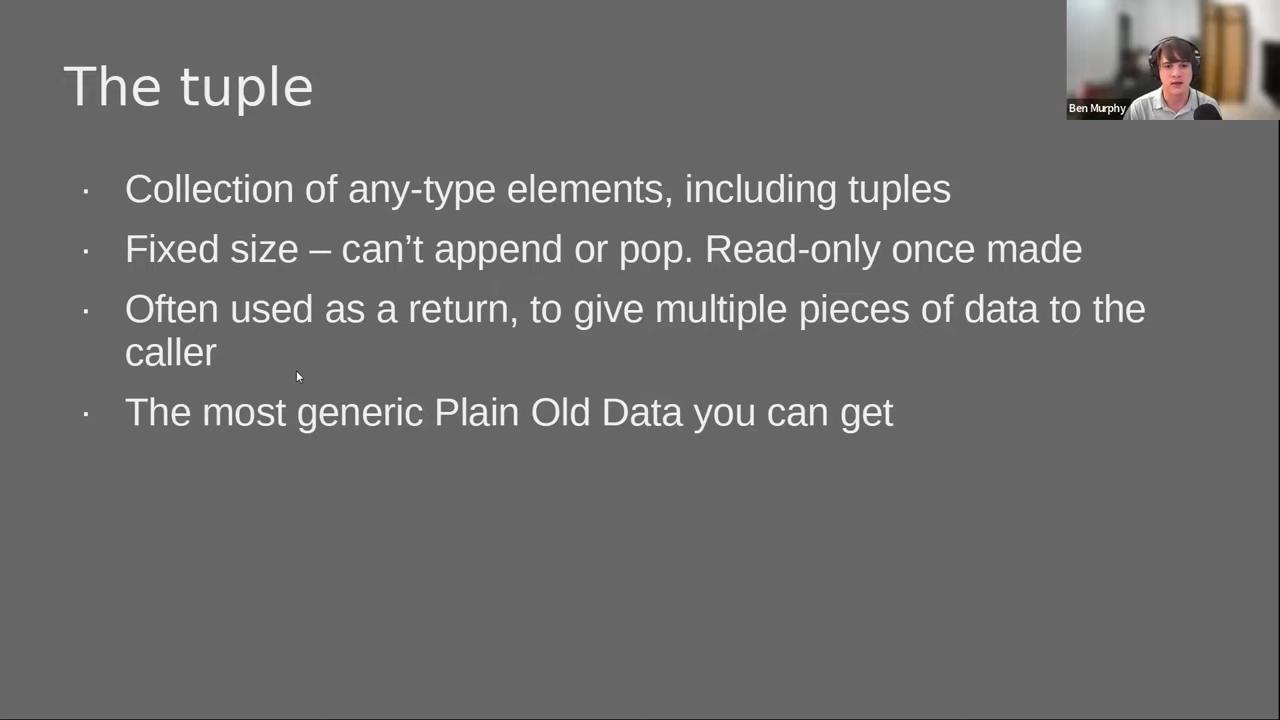 The tuple
Ben Murphy
· Collection of any-type elements, including tuples
· Fixed size – can’t append or pop. Read-only once made
· Often used as a return, to give multiple pieces of data to the
caller
· The most generic Plain Old Data you can get